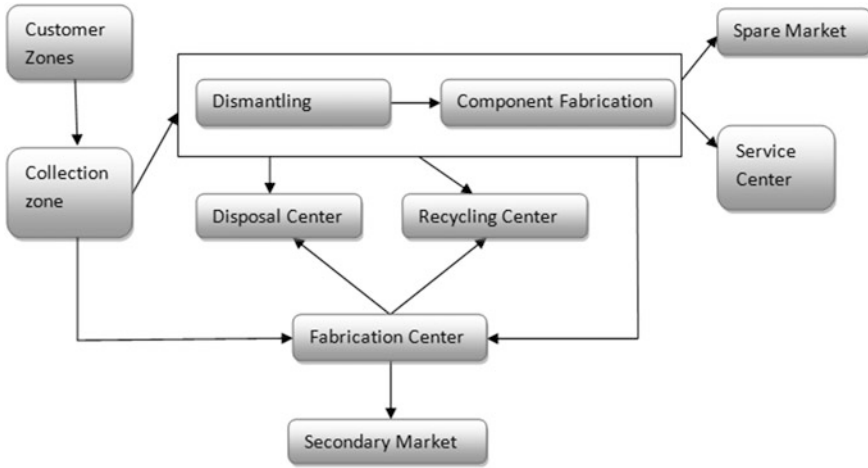 Customer
Zones
Spare Market
Dismantling
Component Fabrication
Collection
zone
Service
Center
Disposal Center
Recycling Center
Fabrication Center
Secondary Market